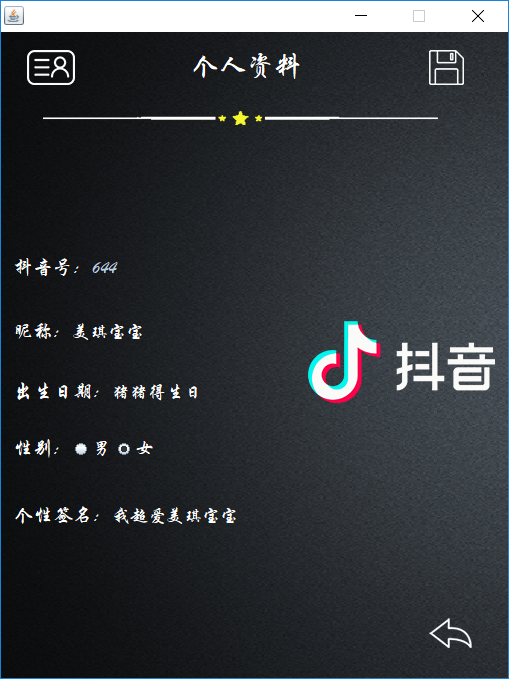 个人资料
抖音号：644
昵称：美琪宝宝
抖音
出生日期：猪猪得生日
性别：男 女
个性签名：我超爱美琪宝宝